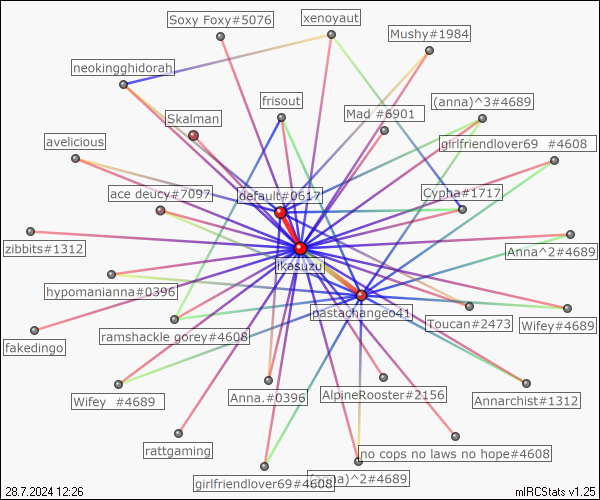 Soxy Foxy#5076
xenoyaut
Mushy#1984
neokingghidorah
frisout
(anna)^3#4689
Skalman
Mad #6901
girlfriendlover69 #4608
avelicious
ace deucy#7097
default#0617
Cypha#1717
zibbits#1312
Anna^2#4689
ikasuzu
hypomanianna#0396
pastachangeo41
Toucan#2473
Wifey#4689
fakedingo
ramshackle gorey#4608
Wifey #4689
Anna.#0396
AlpineRooster#2156
Annarchist#1312
rattgaming
no cops no laws no hope#4608
girlfriendlover69#4608
(anna)^2#4689
28.7.2024 12:26
mIRCStats v1.25